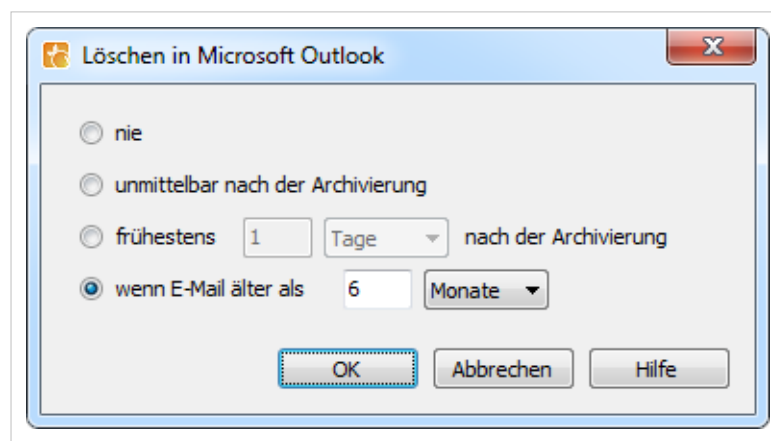 Löschen in Microsoft Outlook
nie
unmittelbar nach der Archivierung
frühestens 1 Tage nach der Archivierung
wenn E-Mail älter als 6 Monate
OK Abbrechen Hilfe